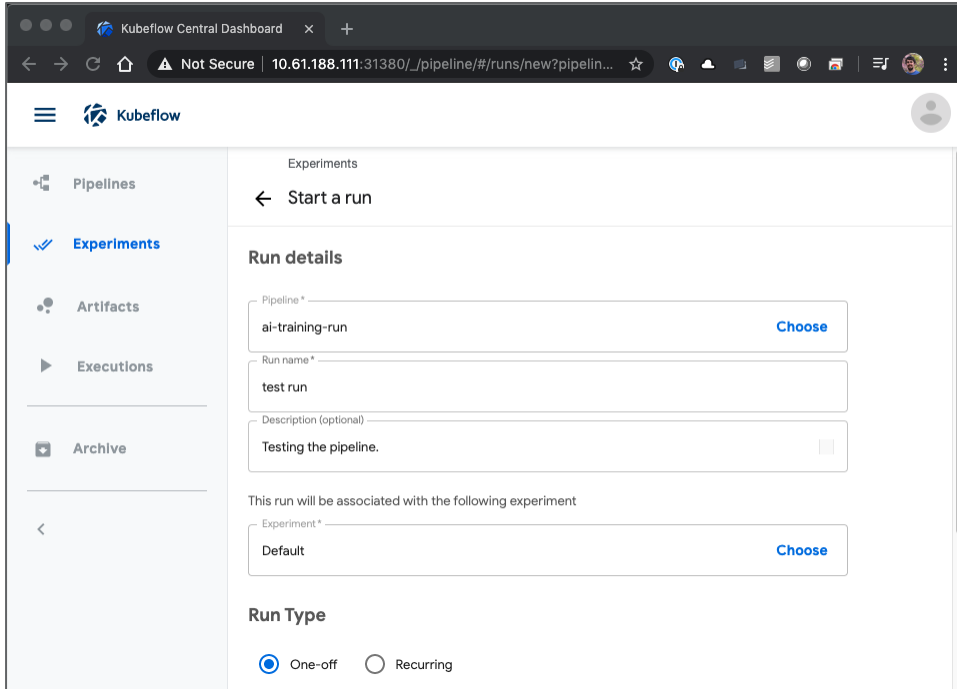 Kubeflow Central Dashboard
Not Secure 10.61.188.111:31380/_/pipeline/#/runs/new?pipelin...
Kubeflow
Pipelines
Experiments
Artifacts
Executions
Archive
Experiments
Start a run
Run details
Pipeline*
ai-training-run Choose
Run name*
test run
Description (optional)
Testing the pipeline.
This run will be associated with the following experiment
Experiment*
Default Choose
Run Type
One-off Recurring